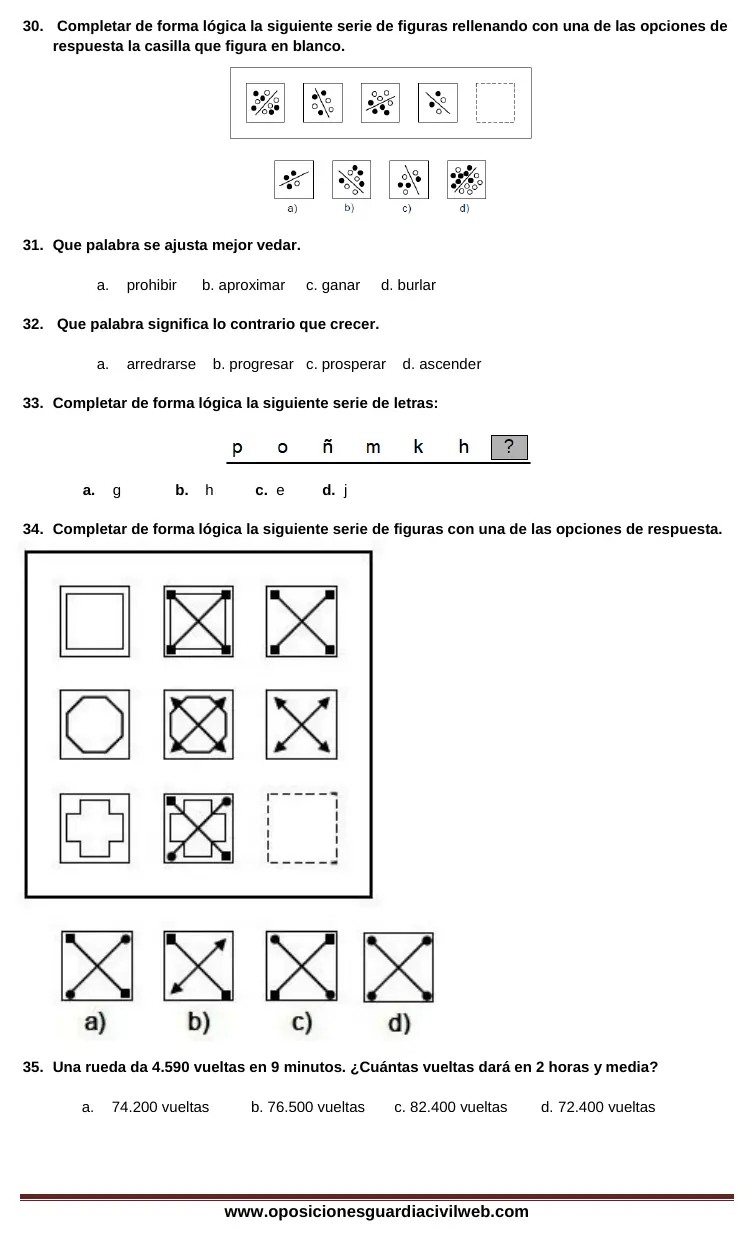 30. Completar de forma lógica la siguiente serie de figuras rellenando con una de las opciones de
respuesta la casilla que figura en blanco.
a) b) c) d)
31. Que palabra se ajusta mejor vedar.
a. prohibir b. aproximar c. ganar d. burlar
32. Que palabra significa lo contrario que crecer.
a. arredrarse b. progresar c. prosperar d. ascender
33. Completar de forma lógica la siguiente serie de letras:
p o ñ m k h ?
a. g b. h c. e d. j
34. Completar de forma lógica la siguiente serie de figuras con una de las opciones de respuesta.
a) b) c) d)
35. Una rueda da 4.590 vueltas en 9 minutos. ¿Cuántas vueltas dará en 2 horas y media?
a. 74.200 vueltas b. 76.500 vueltas c. 82.400 vueltas d. 72.400 vueltas
www.oposicionesguardiacivilweb.com